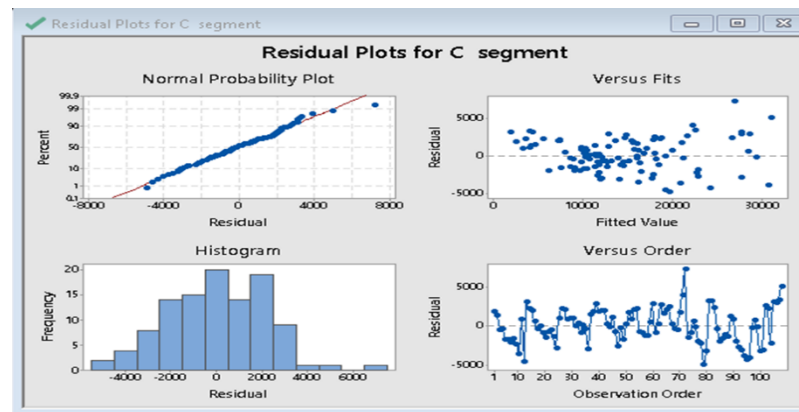 Residual Plots for C segment
Residual Plots for C segment
Normal Probability Plot
99.9
99
90
50
10
1
0.1
Percent
-8000 -4000 0 4000 8000
Residual
Versus Fits
5000
0
-5000
Residual
0 10000 20000 30000
Fitted Value
Histogram
20
15
10
5
0
Frequency
-4000 -2000 0 2000 4000 6000
Residual
Versus Order
5000
0
-5000
Residual
1 10 20 30 40 50 60 70 80 90 100
Observation Order